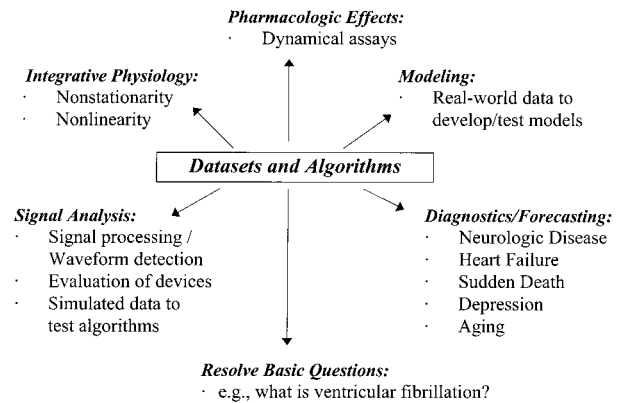 Pharmacologic Effects:
· Dynamical assays
Integrative Physiology:
· Nonstationarity
· Nonlinearity
Modeling:
· Real-world data to
develop/test models
Datasets and Algorithms
Signal Analysis:
· Signal processing /
Waveform detection
· Evaluation of devices
· Simulated data to
test algorithms
Diagnostics/Forecasting:
· Neurologic Disease
· Heart Failure
· Sudden Death
· Depression
· Aging
Resolve Basic Questions:
· e.g., what is ventricular fibrillation?